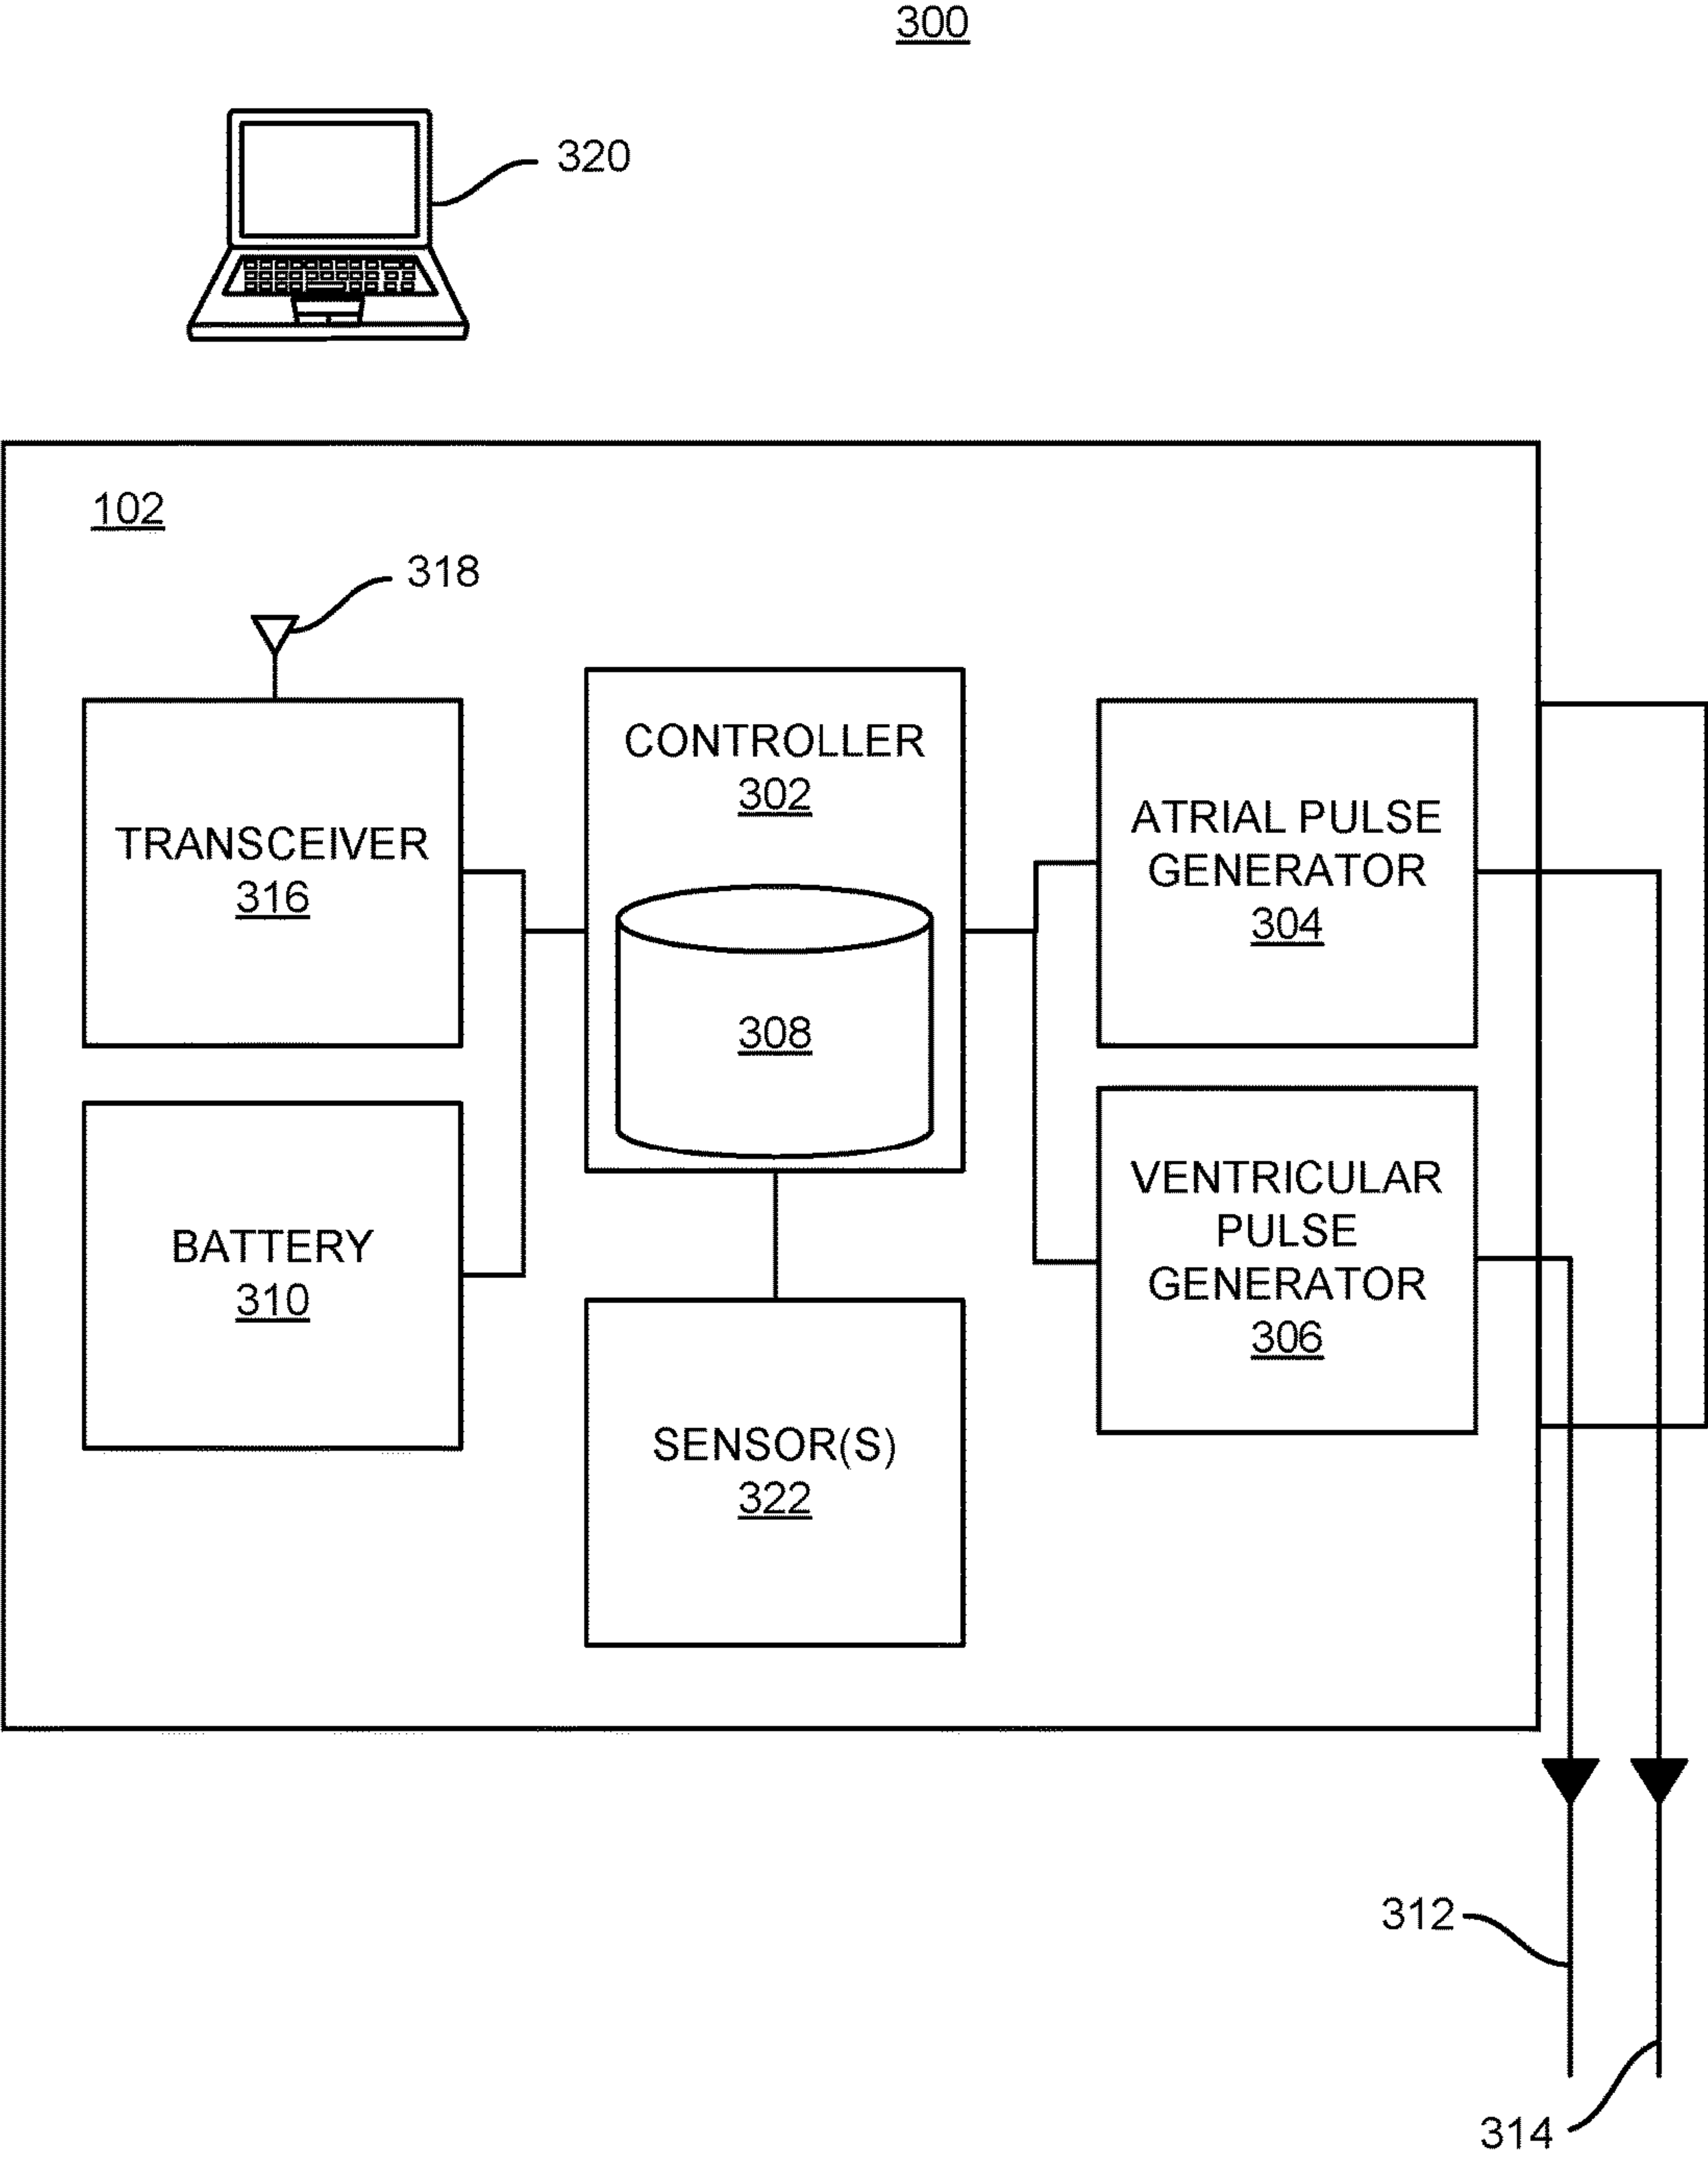 300
320
102
318
TRANSCEIVER
316
CONTROLLER
302
308
ATRIAL PULSE
GENERATOR
304
BATTERY
310
VENTRICULAR
PULSE
GENERATOR
306
SENSOR(S)
322
312
314